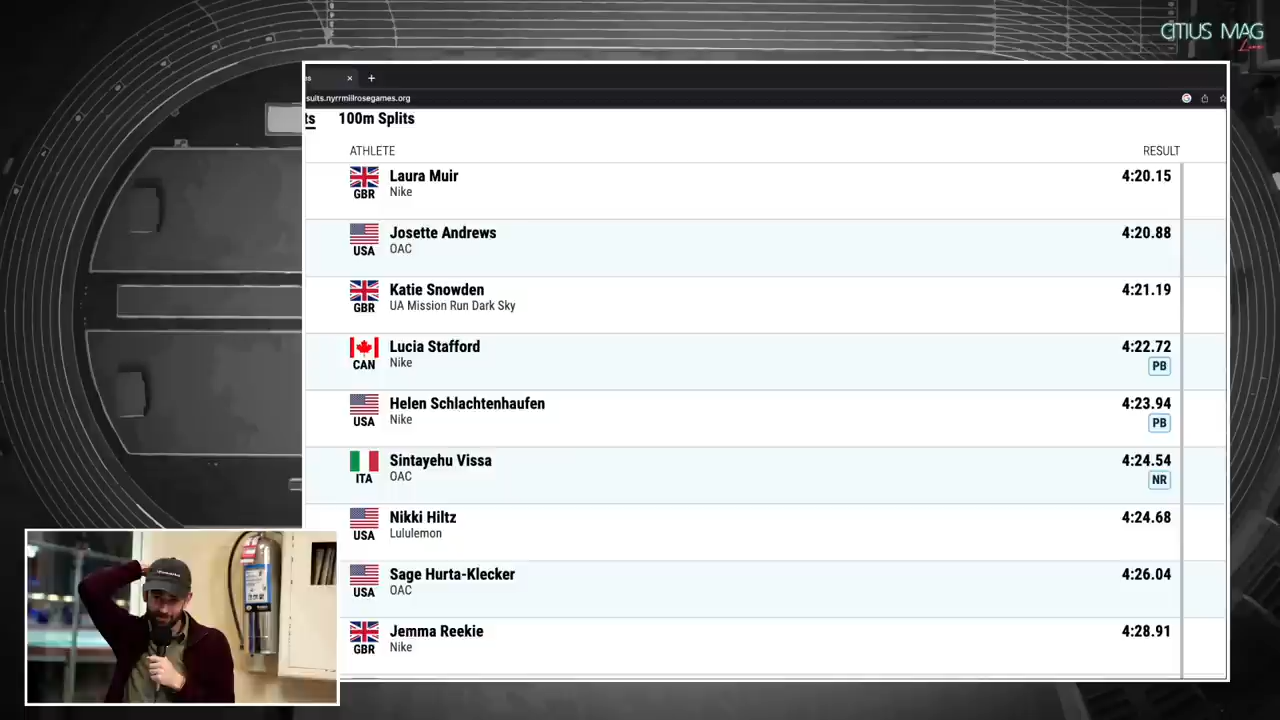 CITIUS MAG
Live
s
suits.nyrrmillrosegames.org
ts 100m Splits
ATHLETE RESULT
Laura Muir 4:20.15
GBR Nike
Josette Andrews 4:20.88
USA OAC
Katie Snowden 4:21.19
GBR UA Mission Run Dark Sky
Lucia Stafford 4:22.72
CAN Nike PB
Helen Schlachtenhaufen 4:23.94
USA Nike PB
Sintayehu Vissa 4:24.54
ITA OAC NR
Nikki Hiltz 4:24.68
USA Lululemon
Sage Hurta-Klecker 4:26.04
USA OAC
Jemma Reekie 4:28.91
GBR Nike